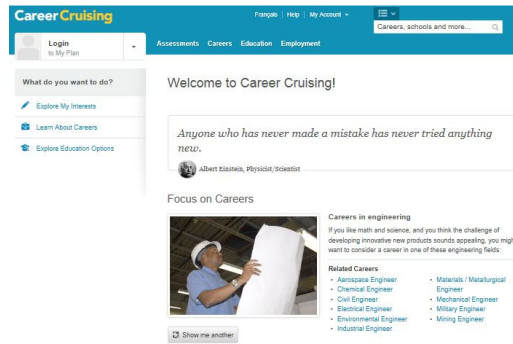 Career Cruising
Français | Help | My Account
Careers, schools and more...
Login
to My Plan
Assessments Careers Education Employment
What do you want to do?
Explore My Interests
Learn About Careers
Explore Education Options
Welcome to Career Cruising!
Anyone who has never made a mistake has never tried anything
new.
Albert Einstein, Physicist/Scientist
Focus on Careers
Careers in engineering
If you like math and science, and you think the challenge of
developing innovative new products sounds appealing, you migh
want to consider a career in one of these engineering fields:
Related Careers
• Aerospace Engineer
• Chemical Engineer
• Civil Engineer
• Electrical Engineer
• Environmental Engineer
• Industrial Engineer
• Materials / Metallurgical
Engineer
• Mechanical Engineer
• Military Engineer
• Mining Engineer
Show me another